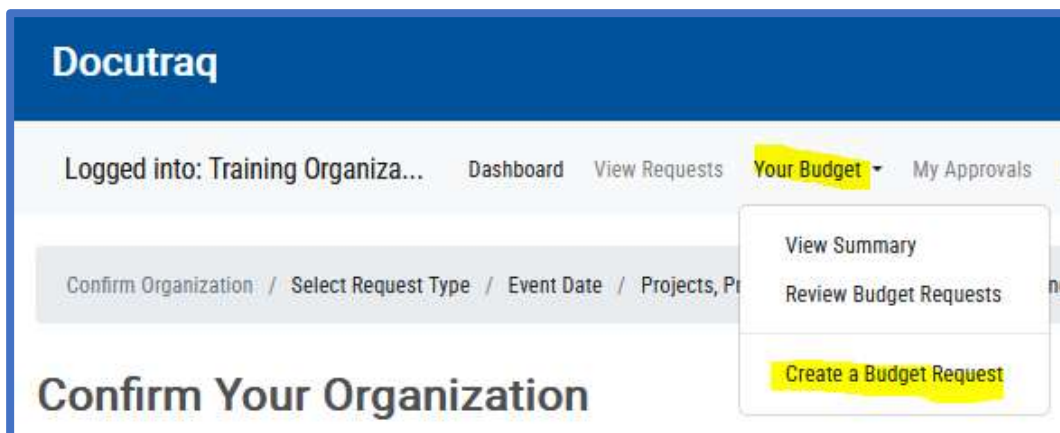 Docutraq
Logged into: Training Organiza... Dashboard View Requests Your Budget My Approvals
View Summary
Confirm Organization / Select Request Type / Event Date / Projects,
Review Budget Requests
Create a Budget Request
Confirm Your Organization